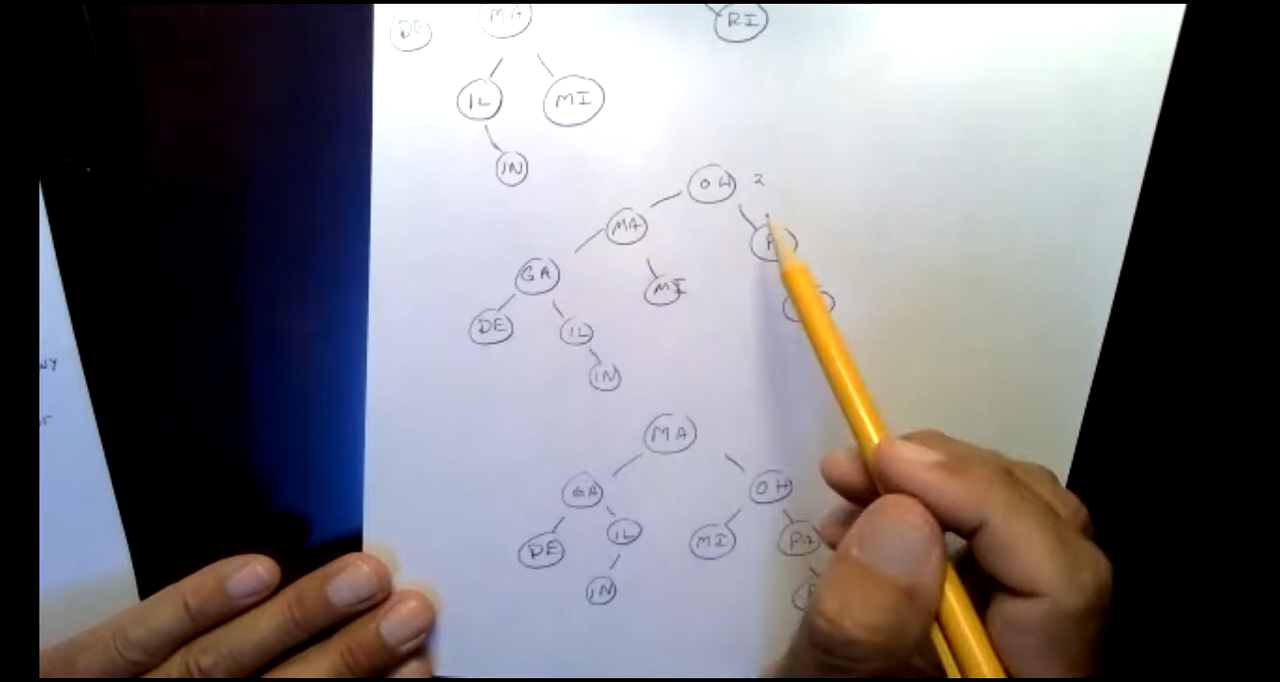 DE MA RI
IL MI
IN
OH 2
MA
GA MI
DE IL
IN
MA
GA OH
DE IL MI PA
IN